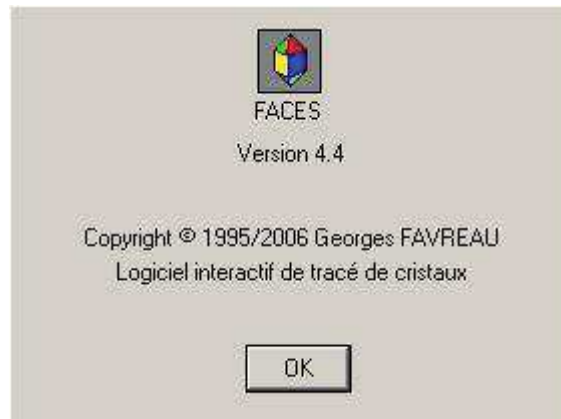 FACES
Version 4.4
Copyright © 1995/2006 Georges FAVREAU
Logiciel interactif de tracé de cristaux
OK